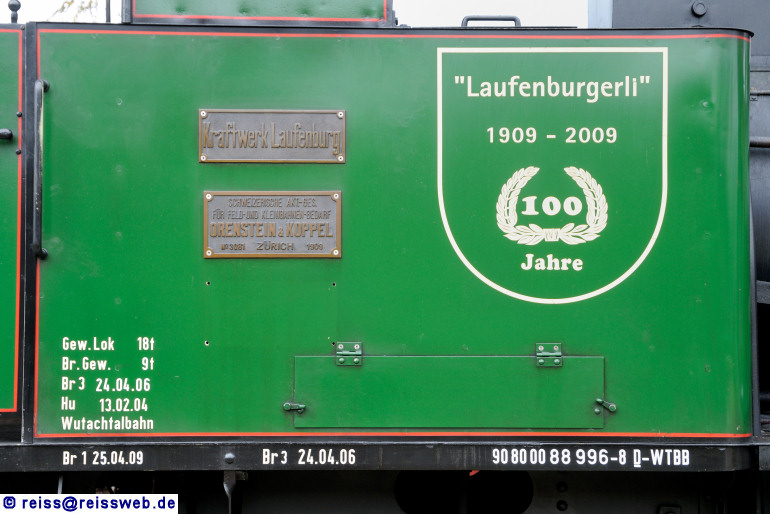 "Laufenburgerli"
1909 - 2009
100
Jahre
Kraftwerk Laufenburg
SCHWEIZERISCHE AKT-GES.
FÜR FELD-UND KLEINBAHNEN-BEDARF
ORENSTEIN & KOPPEL
ZÜRICH. 1909
Gew.Lok 18t
Br.Gew. 9t
Br3 24.04.06
Hu 13.02.04
Wutachtalbahn
Br 1 25.04.09 Br3 24.04.06 90 80 00 88 996-8 D-WTBB
© reiss@reissweb.de